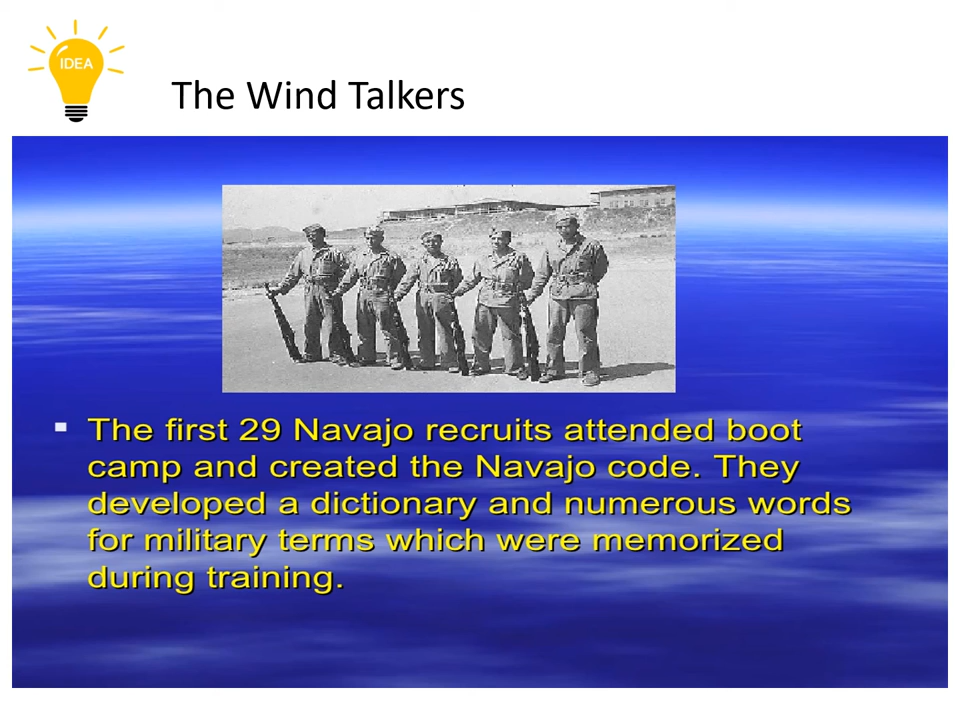 IDEA
The Wind Talkers
▪ The first 29 Navajo recruits attended boot
camp and created the Navajo code. They
developed a dictionary and numerous words
for military terms which were memorized
during training.